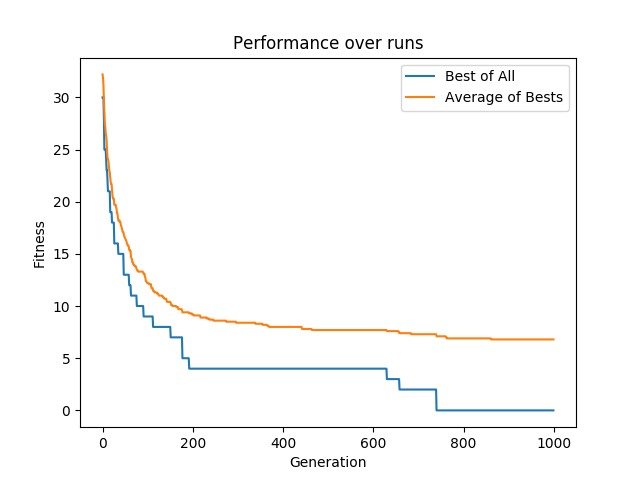 Performance over runs
Best of All
Average of Bests
Fitness
30
25
20
15
10
5
0
0 200 400 600 800 1000
Generation